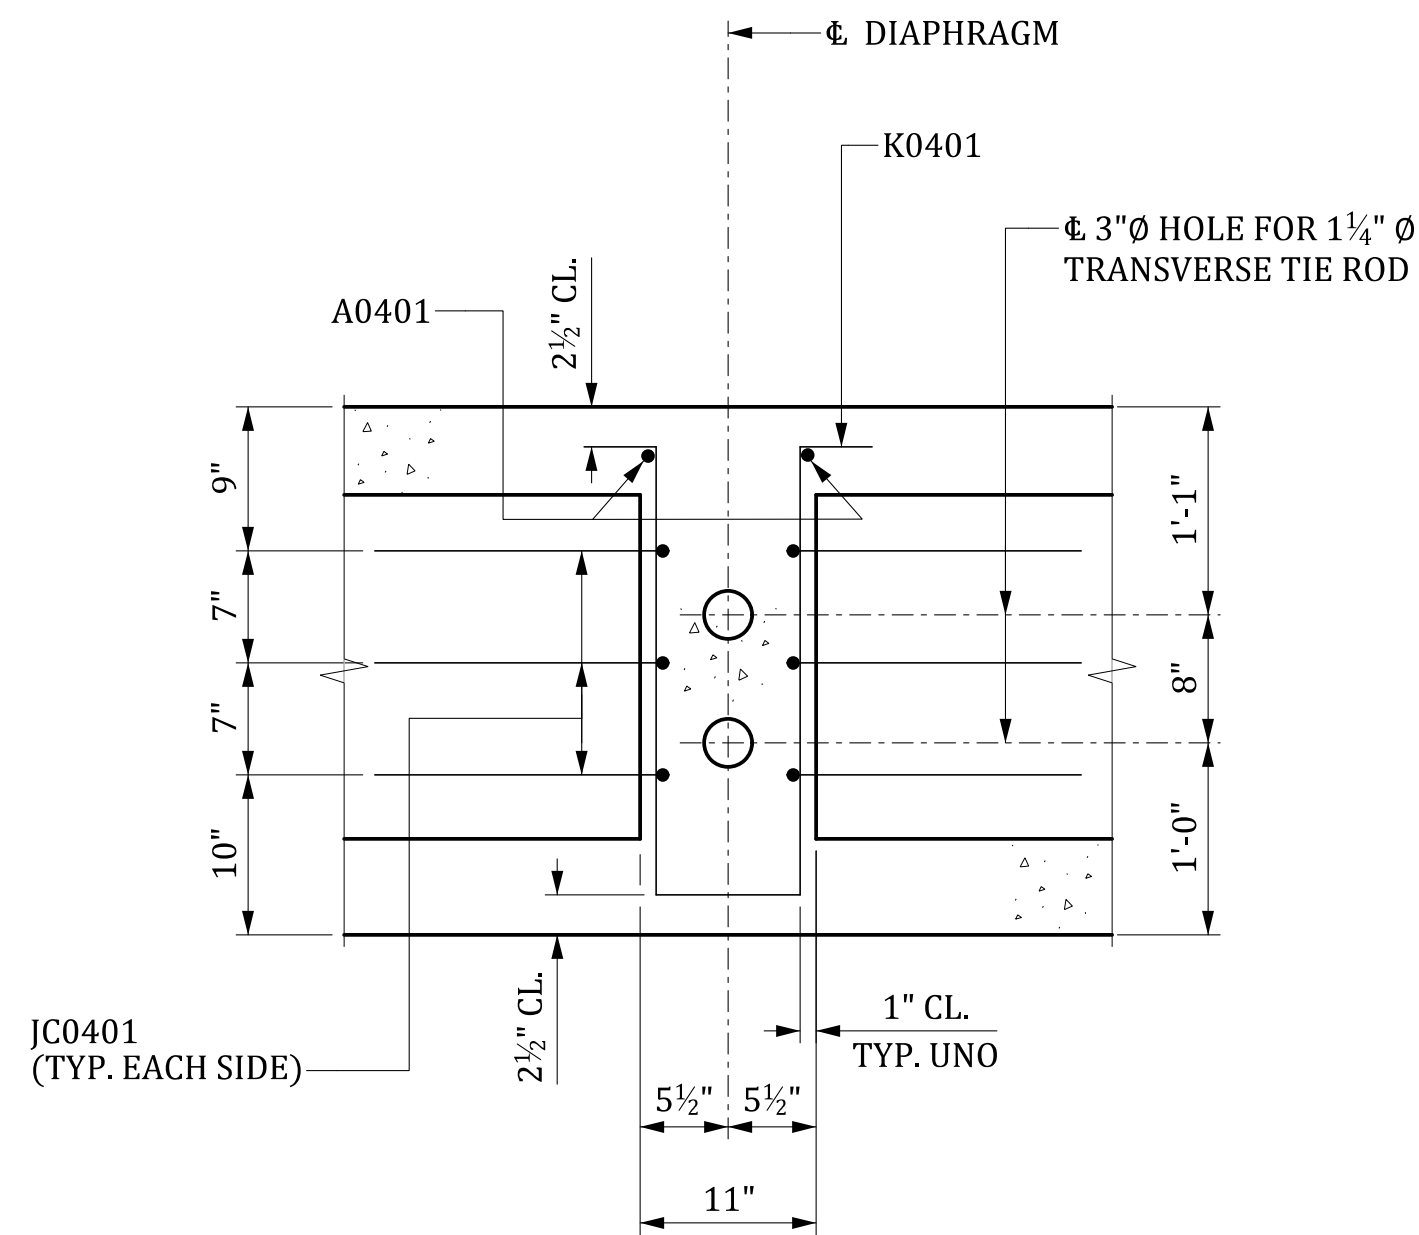 ℄ DIAPHRAGM
K0401
℄ 3"Ø HOLE FOR 1¼" Ø
TRANSVERSE TIE ROD
2½" CL.
A0401
9"
1'-1"
7"
8"
7"
10"
1'-0"
JC0401
(TYP. EACH SIDE)
2½" CL.
1" CL.
TYP. UNO
5½"
5½"
11"